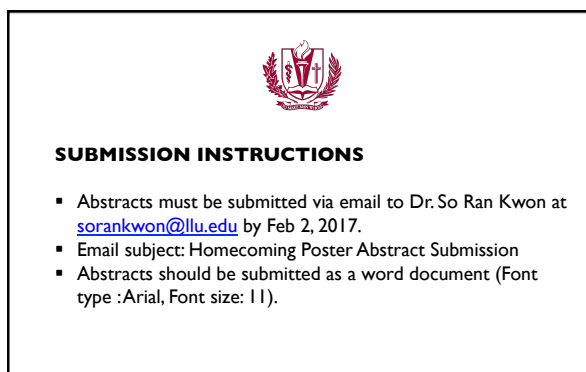 SUBMISSION INSTRUCTIONS
▪ Abstracts must be submitted via email to Dr. So Ran Kwon at
sorankwon@llu.edu by Feb 2, 2017.
▪ Email subject: Homecoming Poster Abstract Submission
▪ Abstracts should be submitted as a word document (Font
type :Arial, Font size: 11).